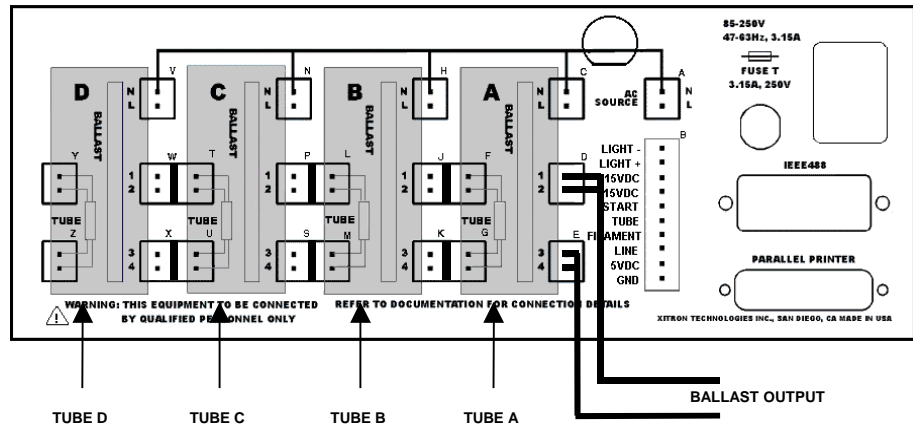 85-250V
47-63Hz, 3.15A
FUSE T
3.15A, 250V
V
N
H
C
A
D
N
L
BALLAST
C
N
L
BALLAST
B
N
L
BALLAST
A
N
L
BALLAST
AC
SOURCE
N
L
B
LIGHT -
LIGHT +
15VDC
15VDC
START
TUBE
FILAMENT
LINE
5VDC
GND
IEEE488
PARALLEL PRINTER
Y
W
T
P
L
J
F
D
1
2
1
2
1
2
1
2
TUBE
TUBE
TUBE
TUBE
Z
X
U
S
M
K
G
E
3
4
3
4
3
4
3
4
WARNING: THIS EQUIPMENT TO BE CONNECTED
BY QUALIFIED PERSONNEL ONLY
REFER TO DOCUMENTATION FOR CONNECTION DETAILS
XITRON TECHNOLOGIES INC., SAN DIEGO, CA MADE IN USA
BALLAST OUTPUT
TUBE D
TUBE C
TUBE B
TUBE A